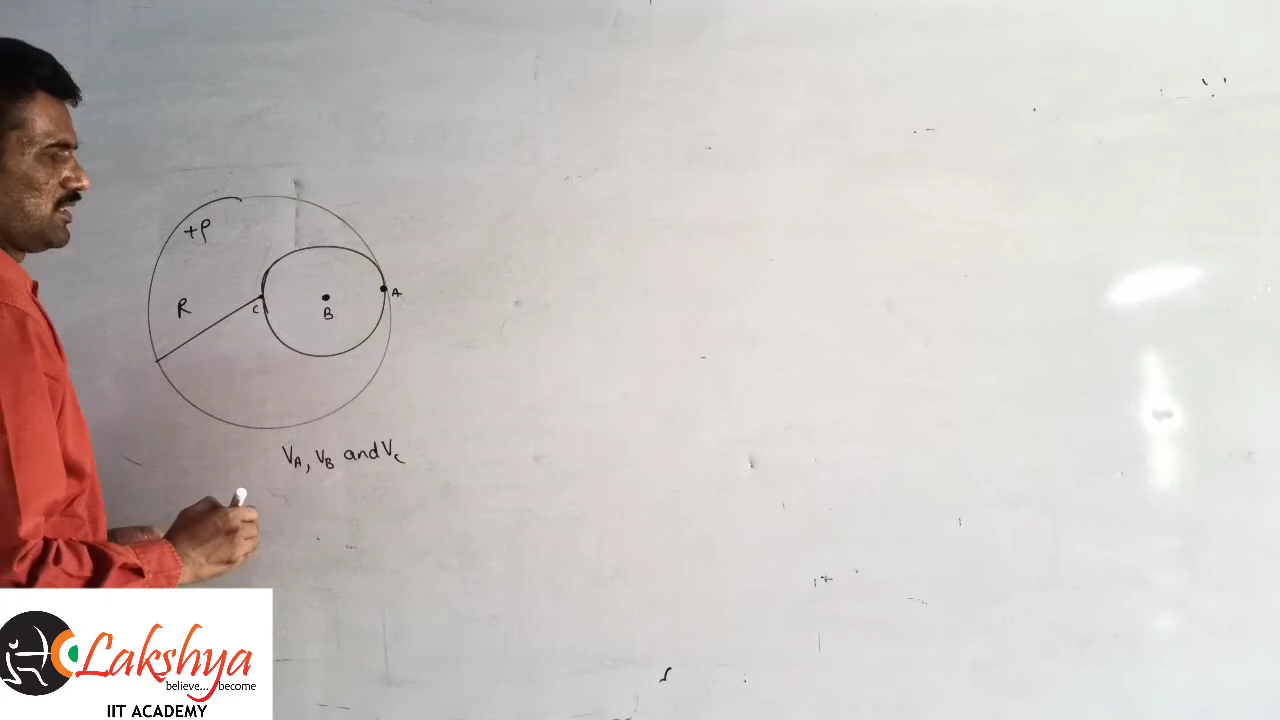 +ρ
R
C
B
A
V_A, V_B and V_C
Lakshya
believe... become
IIT ACADEMY